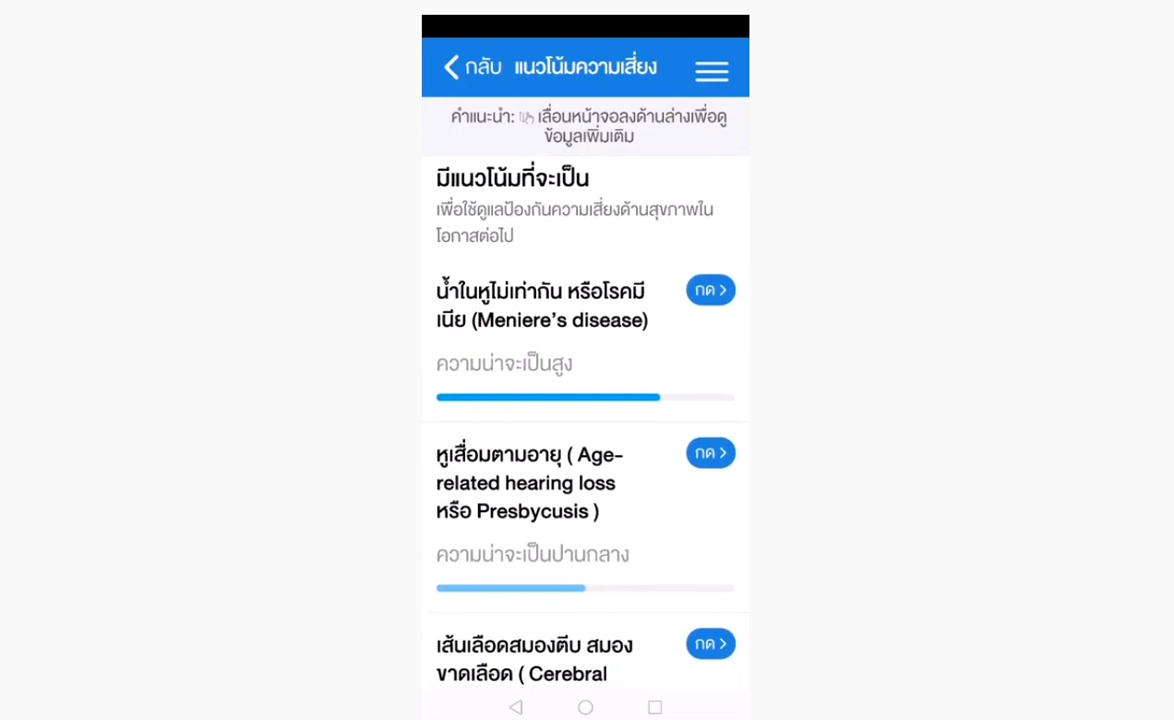 กลับ แนวโน้มความเสี่ยง
คำแนะนำ: เลื่อนหน้าจอลงด้านล่างเพื่อดู
ข้อมูลเพิ่มเติม
มีแนวโน้มที่จะเป็น
เพื่อใช้ดูแลป้องกันความเสี่ยงด้านสุขภาพใน
โอกาสต่อไป
น้ำในหูไม่เท่ากัน หรือโรคมี กด >
เนีย (Meniere's disease)
ความน่าจะเป็นสูง
หูเสื่อมตามอายุ ( Age- กด >
related hearing loss
หรือ Presbycusis )
ความน่าจะเป็นปานกลาง
เส้นเลือดสมองตีบ สมอง กด >
ขาดเลือด ( Cerebral